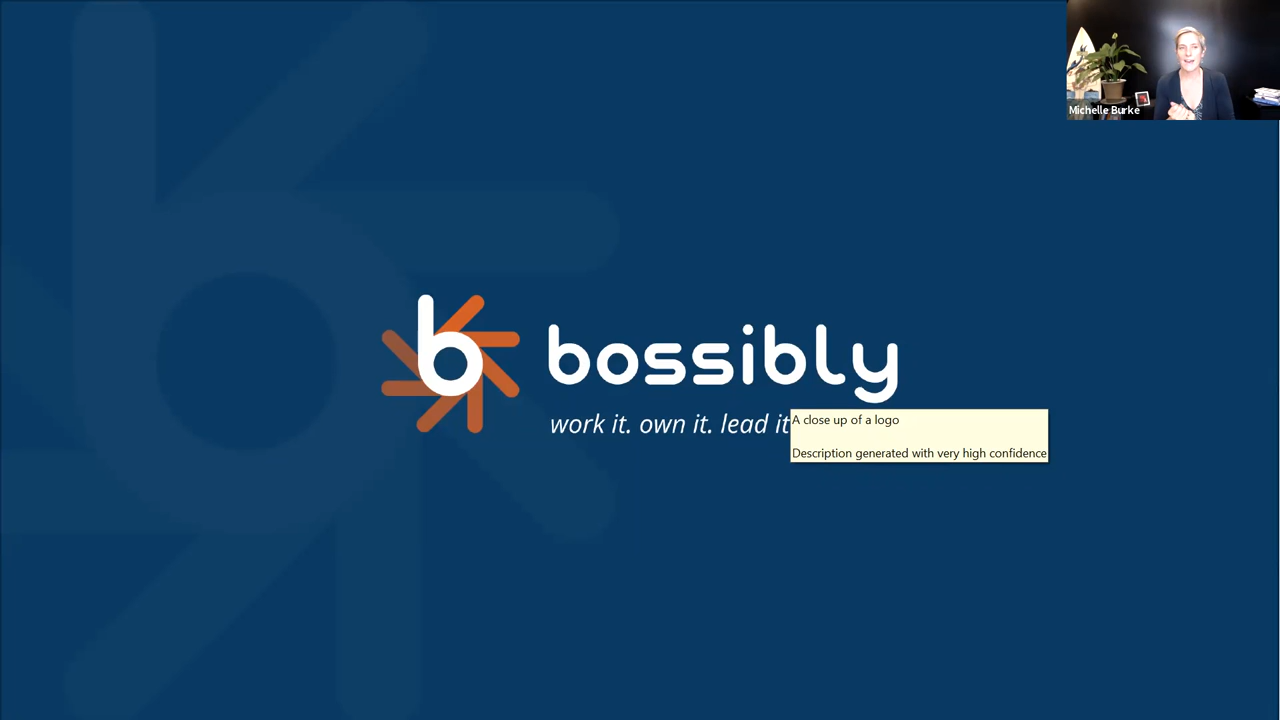 Michelle Burke
bossibly
work it. own it. lead it
A close up of a logo
Description generated with very high confidence